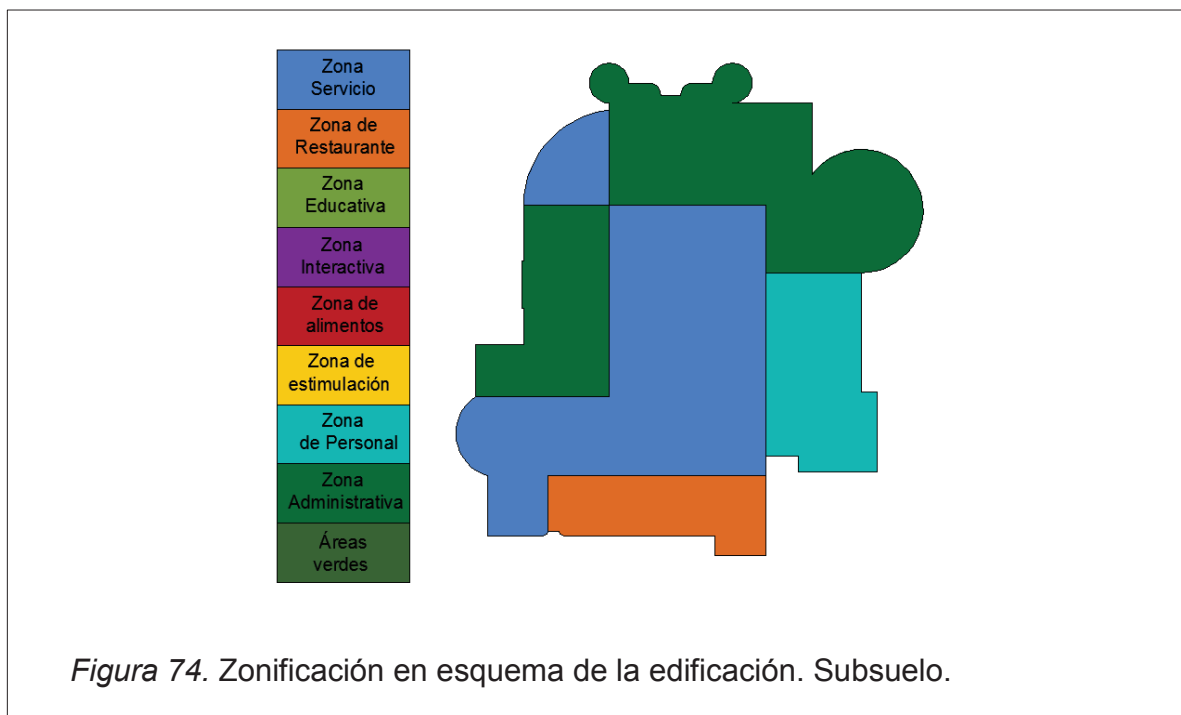 Zona
Servicio
Zona de
Restaurante
Zona
Educativa
Zona
Interactiva
Zona de
alimentos
Zona de
estimulación
Zona
de Personal
Zona
Administrativa
Áreas
verdes
Figura 74. Zonificación en esquema de la edificación. Subsuelo.